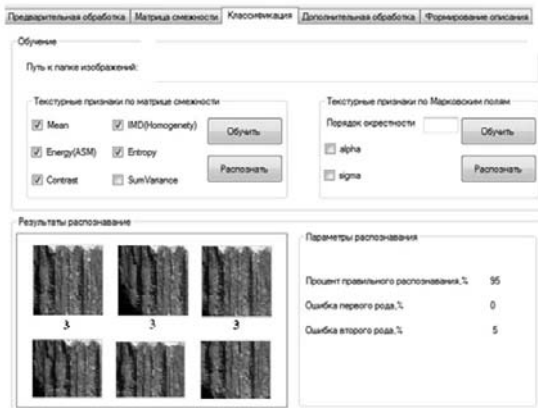 Предварительная обработка Матрица смежности Классификация Дополнительная обработка Формирование описания
Обучение
Путь к папке изображений:
Текстурные признаки по матрице смежности
Mean
IMD(Homogenety)
Обучить
Energy(ASM)
Entropy
Contrast
SumVariance
Распознать
Текстурные признаки по Марковским полям
Порядок окрестности
Обучить
alpha
sigma
Распознать
Результаты распознавание
3 3 3
Параметры распознавания
Процент правильного распознавания,% 95
Ошибка первого рода,% 0
Ошибка второго рода,% 5